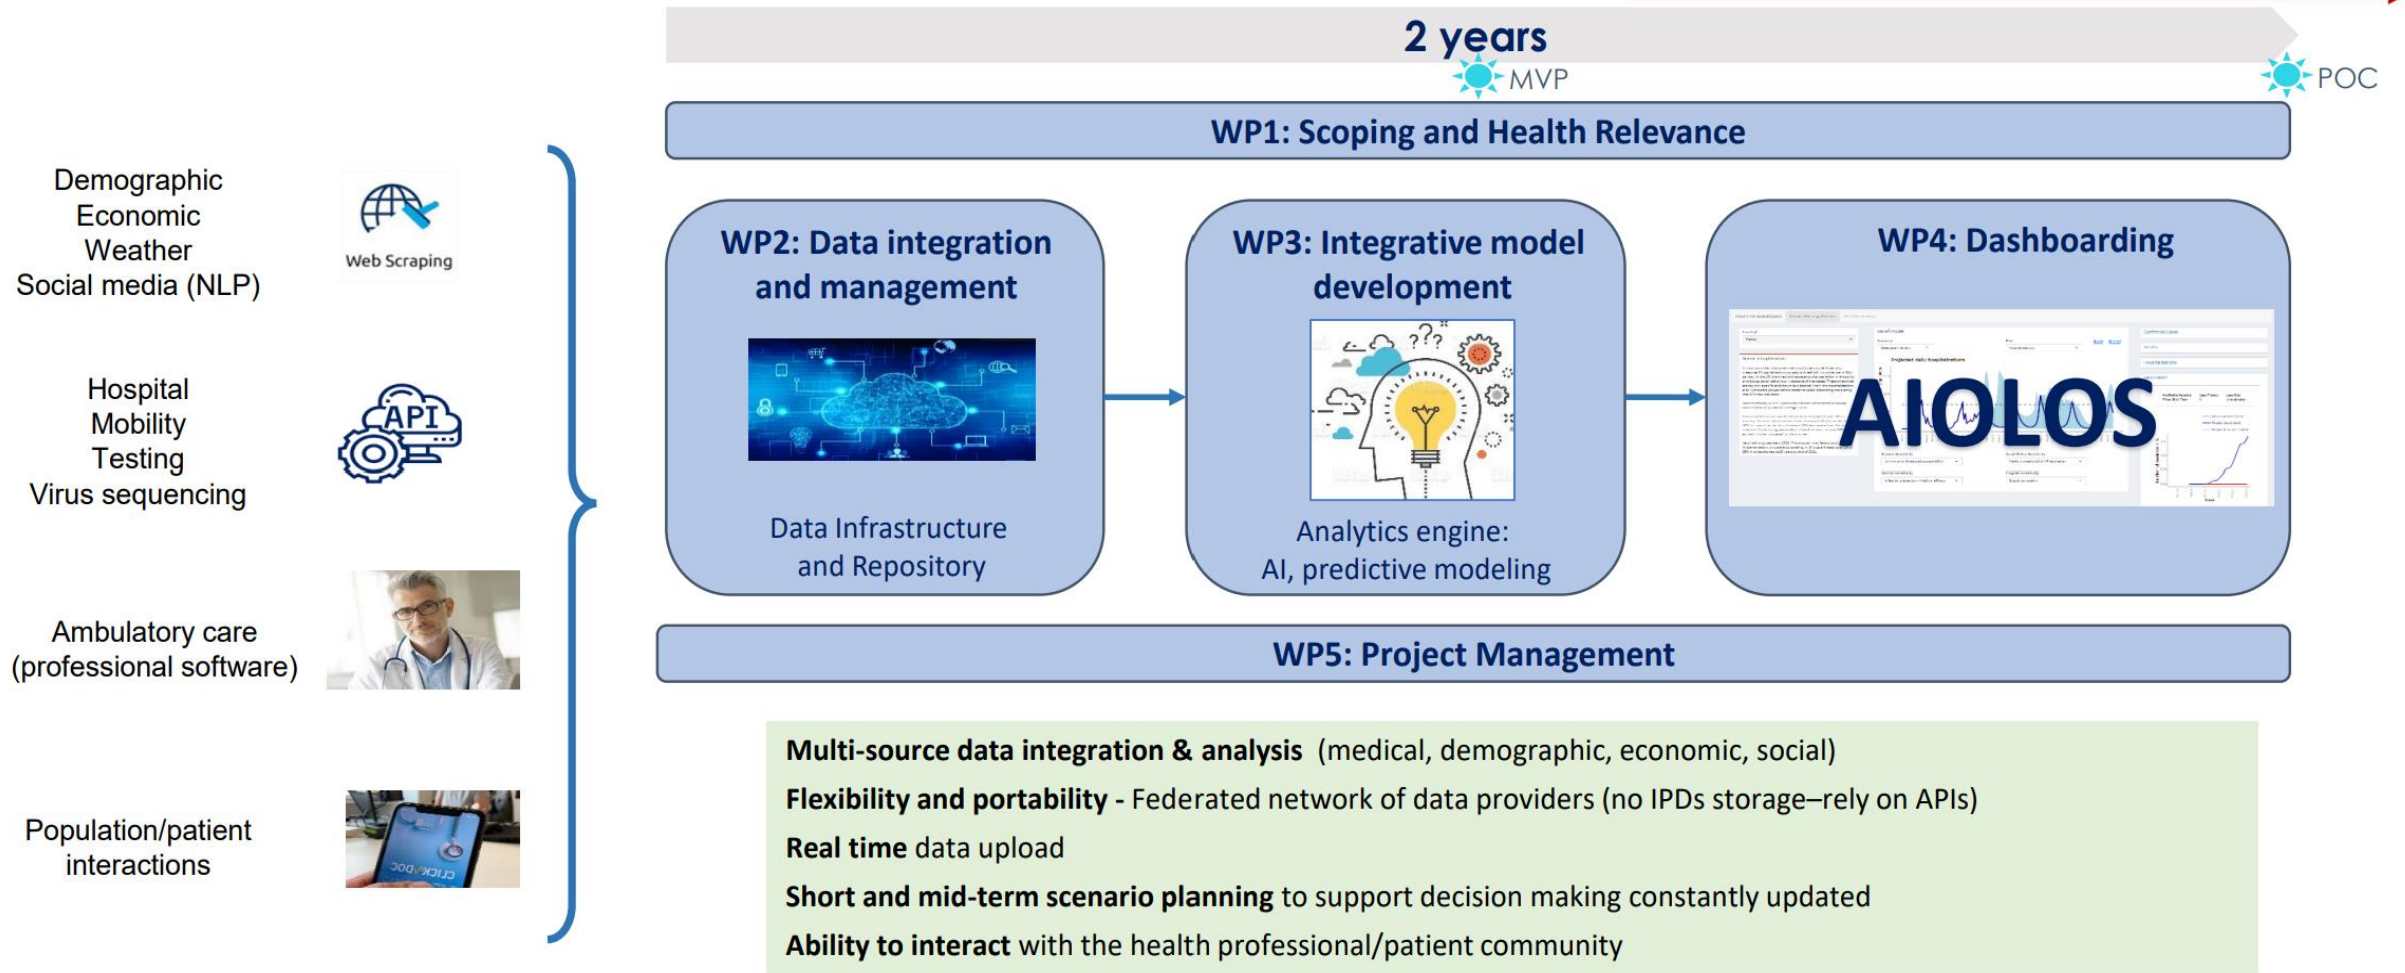 2 years
MVP
POC
WP1: Scoping and Health Relevance
Demographic
Economic
Weather
Social media (NLP)
Web Scraping
Hospital
Mobility
Testing
Virus sequencing
API
Ambulatory care
(professional software)
Population/patient
interactions
CLICKDOC
WP2: Data integration
and management
Data Infrastructure
and Repository
WP3: Integrative model
development
???
Analytics engine:
AI, predictive modeling
WP4: Dashboarding
Projected daily hospitalizations
AIOLOS
WP5: Project Management
Multi-source data integration & analysis (medical, demographic, economic, social)
Flexibility and portability - Federated network of data providers (no IPDs storage–rely on APIs)
Real time data upload
Short and mid-term scenario planning to support decision making constantly updated
Ability to interact with the health professional/patient community